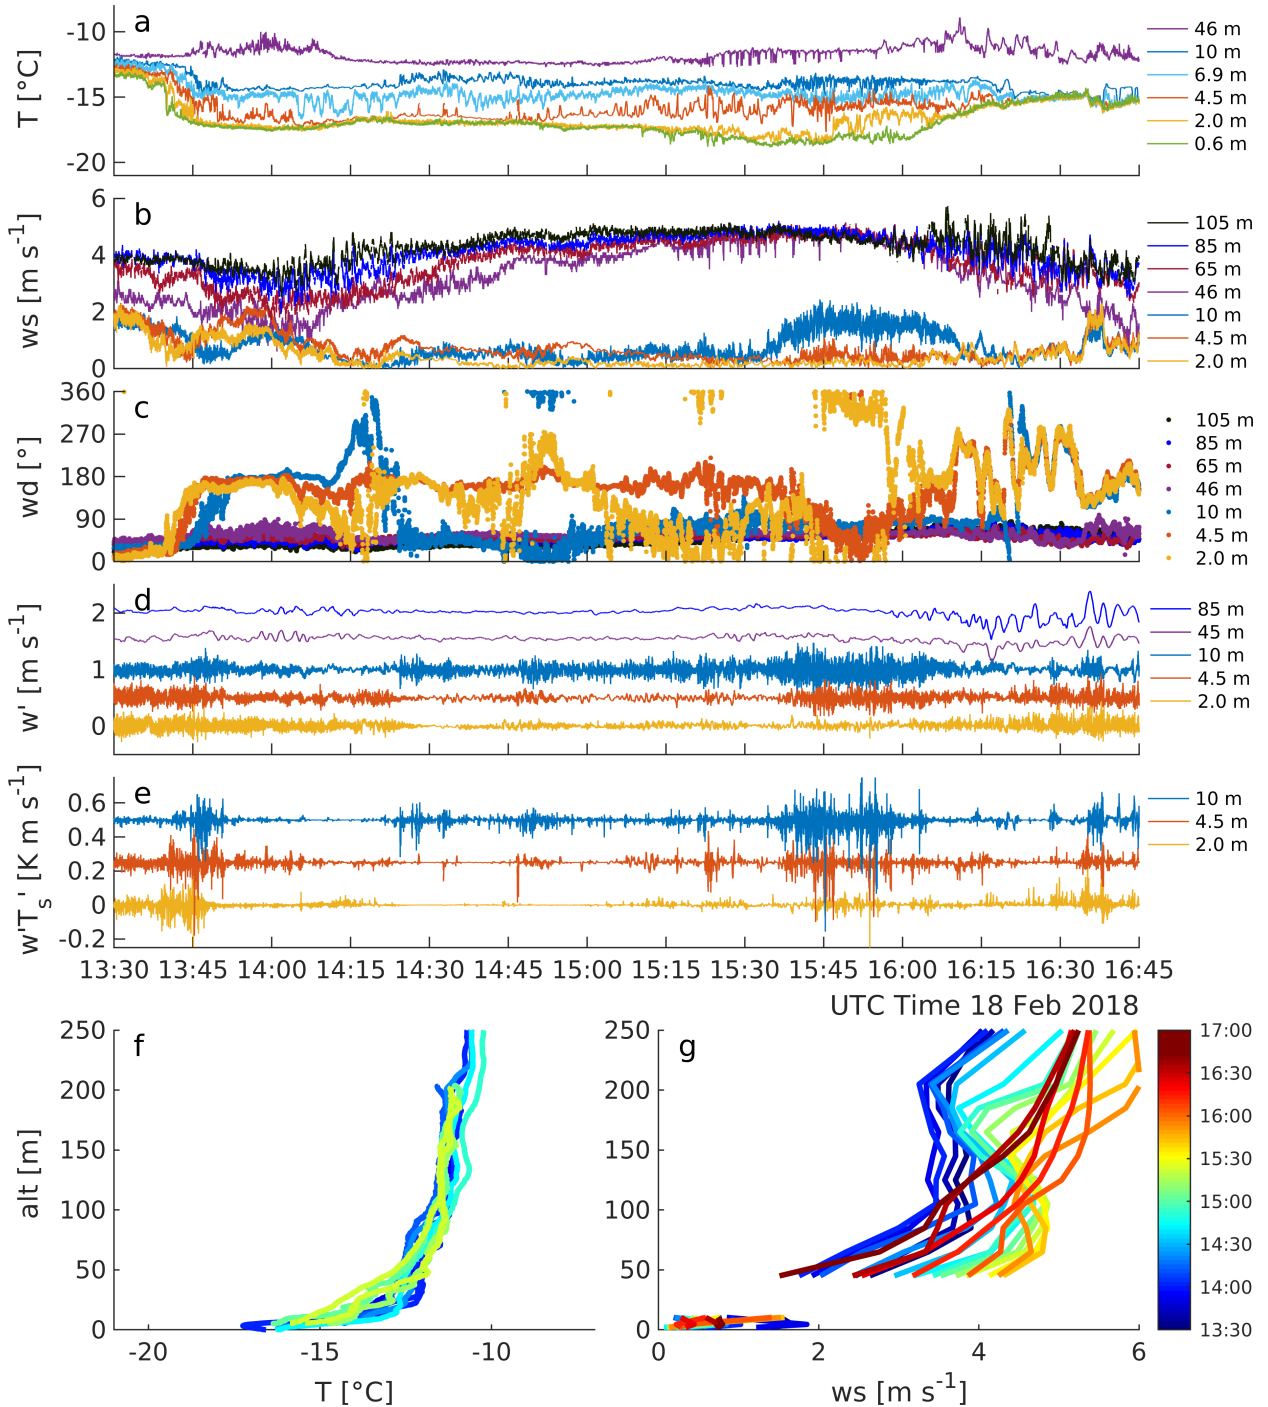 a
T [°C]
-10
-15
-20
46 m
10 m
6.9 m
4.5 m
2.0 m
0.6 m
b
ws [m s⁻¹]
6
4
2
0
105 m
85 m
65 m
46 m
10 m
4.5 m
2.0 m
c
wd [°]
360
270
180
90
0
105 m
85 m
65 m
46 m
10 m
4.5 m
2.0 m
d
w' [m s⁻¹]
2
1
0
85 m
45 m
10 m
4.5 m
2.0 m
e
w'Tₛ' [K m s⁻¹]
0.6
0.4
0.2
0
-0.2
10 m
4.5 m
2.0 m
13:30 13:45 14:00 14:15 14:30 14:45 15:00 15:15 15:30 15:45 16:00 16:15 16:30 16:45
UTC Time 18 Feb 2018
f
alt [m]
250
200
150
100
50
0
-20 -15 -10
T [°C]
g
250
200
150
100
50
0
0 2 4 6
ws [m s⁻¹]
17:00
16:30
16:00
15:30
15:00
14:30
14:00
13:30